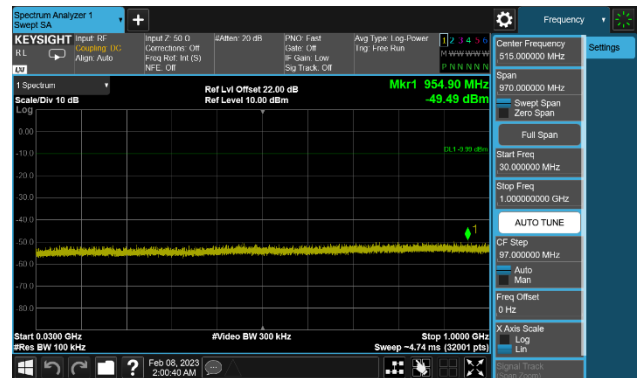 Spectrum Analyzer 1
Swept SA
+
Frequency
KEYSIGHT
RL
LXI
Input: RF
Coupling: DC
Align: Auto
Input Z: 50 Ω
Corrections: Off
Freq Ref: Int (S)
NFE: Off
#Atten: 20 dB
PNO: Fast
Gate: Off
IF Gain: Low
Sig Track: Off
Avg Type: Log-Power
Trig: Free Run
1 2 3 4 5 6
M W W W W W
P N N N N N
1 Spectrum
Scale/Div 10 dB
Log
Ref Lvl Offset 22.00 dB
Ref Level 10.00 dBm
Mkr1 954.90 MHz
-49.49 dBm
0.00
DL1 -9.99 dBm
-10.0
-20.0
-30.0
-40.0
1
-50.0
-60.0
-70.0
-80.0
Start 0.0300 GHz
#Res BW 100 kHz
#Video BW 300 kHz
Stop 1.0000 GHz
Sweep ~4.74 ms (32001 pts)
?
Feb 08, 2023
2:00:40 AM
Settings
Center Frequency
515.000000 MHz
Span
970.000000 MHz
Swept Span
Zero Span
Full Span
Start Freq
30.000000 MHz
Stop Freq
1.000000000 GHz
AUTO TUNE
CF Step
97.000000 MHz
Auto
Man
Freq Offset
0 Hz
X Axis Scale
Log
Lin
Signal Track
(Span Zoom)